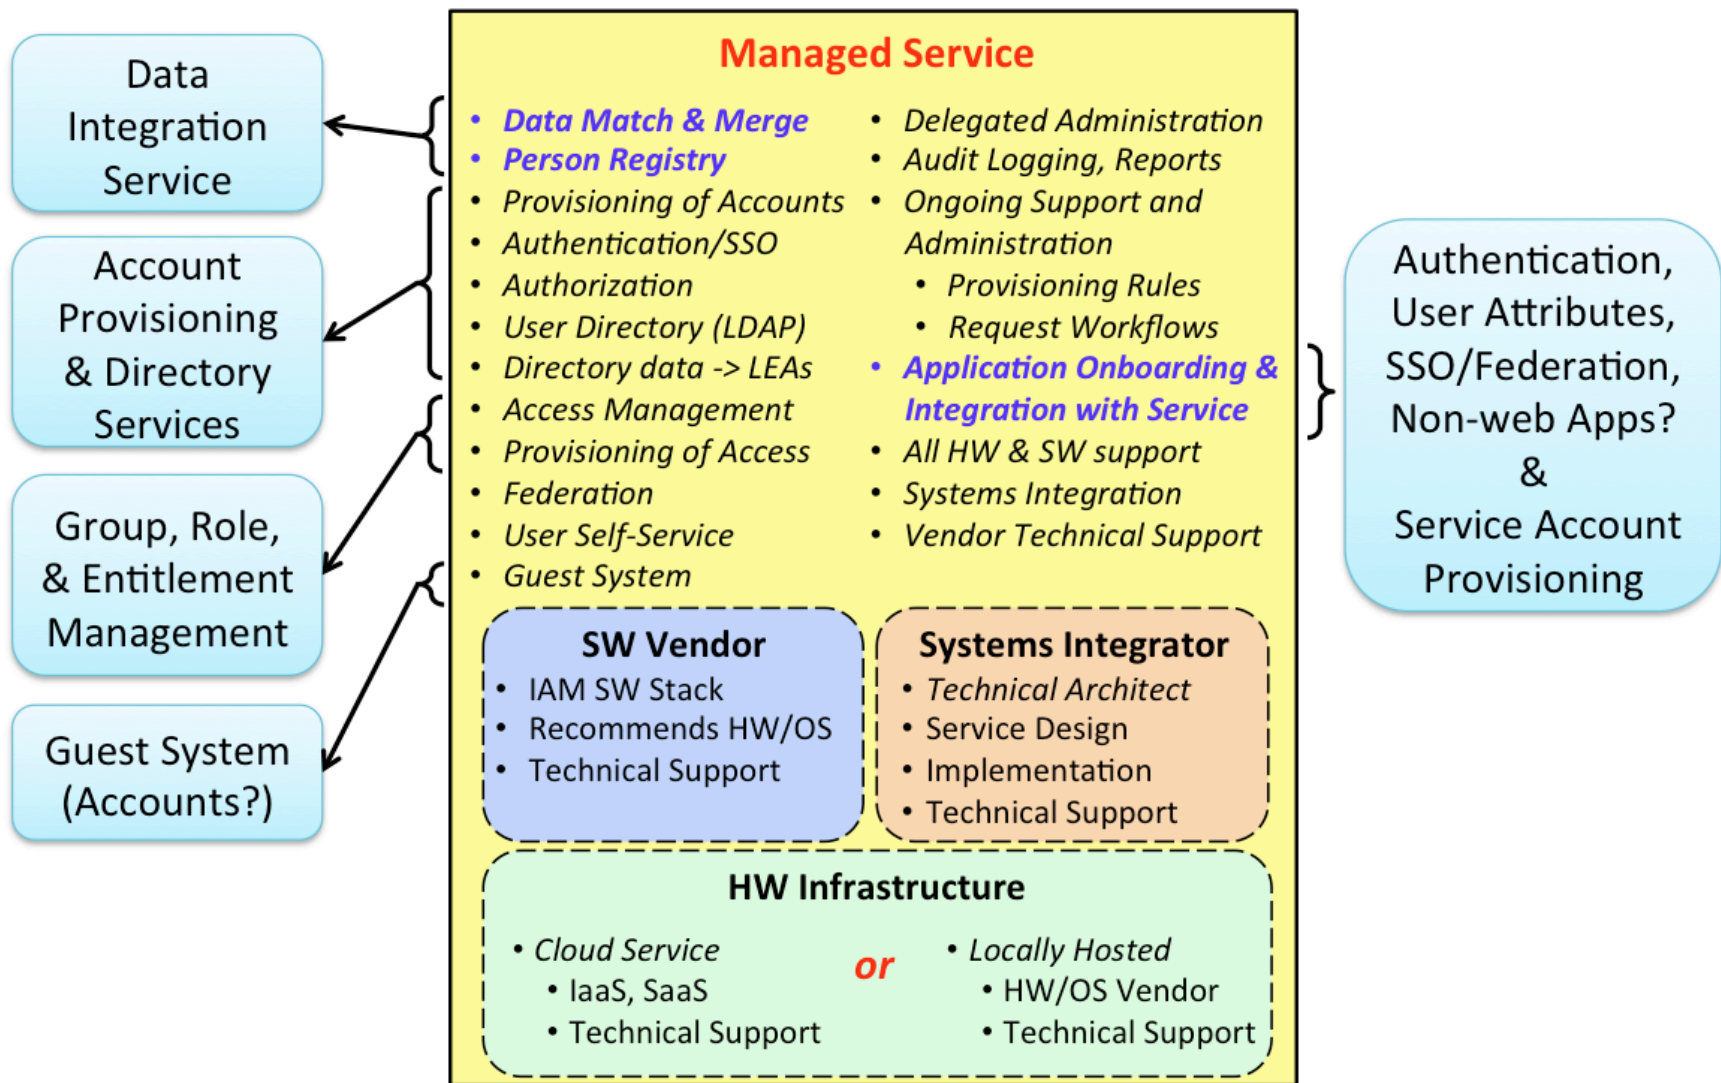 Data
Integration
Service
Account
Provisioning
& Directory
Services
Group, Role,
& Entitlement
Management
Guest System
(Accounts?)
Managed Service
• Data Match & Merge
• Person Registry
• Provisioning of Accounts
• Authentication/SSO
• Authorization
• User Directory (LDAP)
• Directory data -> LEAs
• Access Management
• Provisioning of Access
• Federation
• User Self-Service
• Guest System
• Delegated Administration
• Audit Logging, Reports
• Ongoing Support and
Administration
• Provisioning Rules
• Request Workflows
• Application Onboarding &
Integration with Service
• All HW & SW support
• Systems Integration
• Vendor Technical Support
SW Vendor
• IAM SW Stack
• Recommends HW/OS
• Technical Support
Systems Integrator
• Technical Architect
• Service Design
• Implementation
• Technical Support
HW Infrastructure
• Cloud Service
• IaaS, SaaS
• Technical Support
or
• Locally Hosted
• HW/OS Vendor
• Technical Support
Authentication,
User Attributes,
SSO/Federation,
Non-web Apps?
&
Service Account
Provisioning